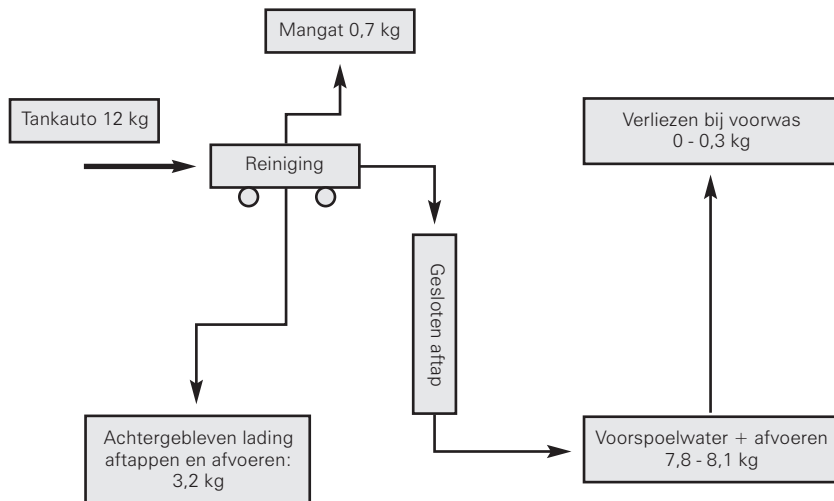 Mangat 0,7 kg
Tankauto 12 kg
Reiniging
Verliezen bij voorwas
0 - 0,3 kg
Gesloten aftap
Achtergebleven lading
aftappen en afvoeren:
3,2 kg
Voorspoelwater + afvoeren
7,8 - 8,1 kg